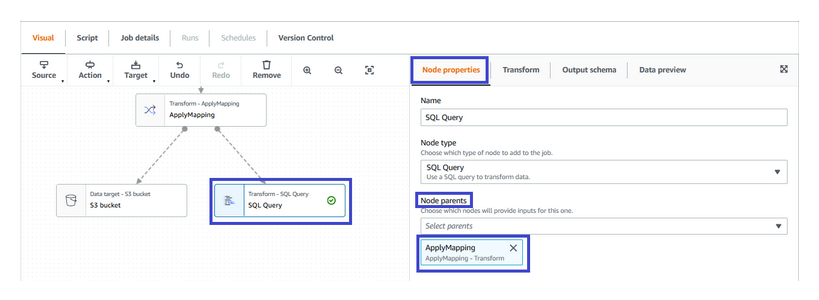 Visual Script Job details Runs Schedules Version Control
Source Action Target Undo Redo Remove
Node properties Transform Output schema Data preview
Transform - ApplyMapping
ApplyMapping
Data target - S3 bucket
S3 bucket
Transform - SQL Query
SQL Query
Name
SQL Query
Node type
Choose which type of node to add to the job.
SQL Query
Use a SQL query to transform data.
Node parents
Choose which nodes will provide inputs for this one.
Select parents
ApplyMapping
ApplyMapping - Transform